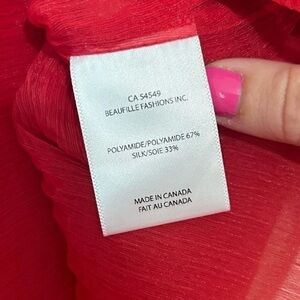 CA 54549
BEAUFILLE FASHIONS INC.
POLYAMIDE/POLYAMIDE 67%
SILK/SOIE 33%
MADE IN CANADA
FAIT AU CANADA